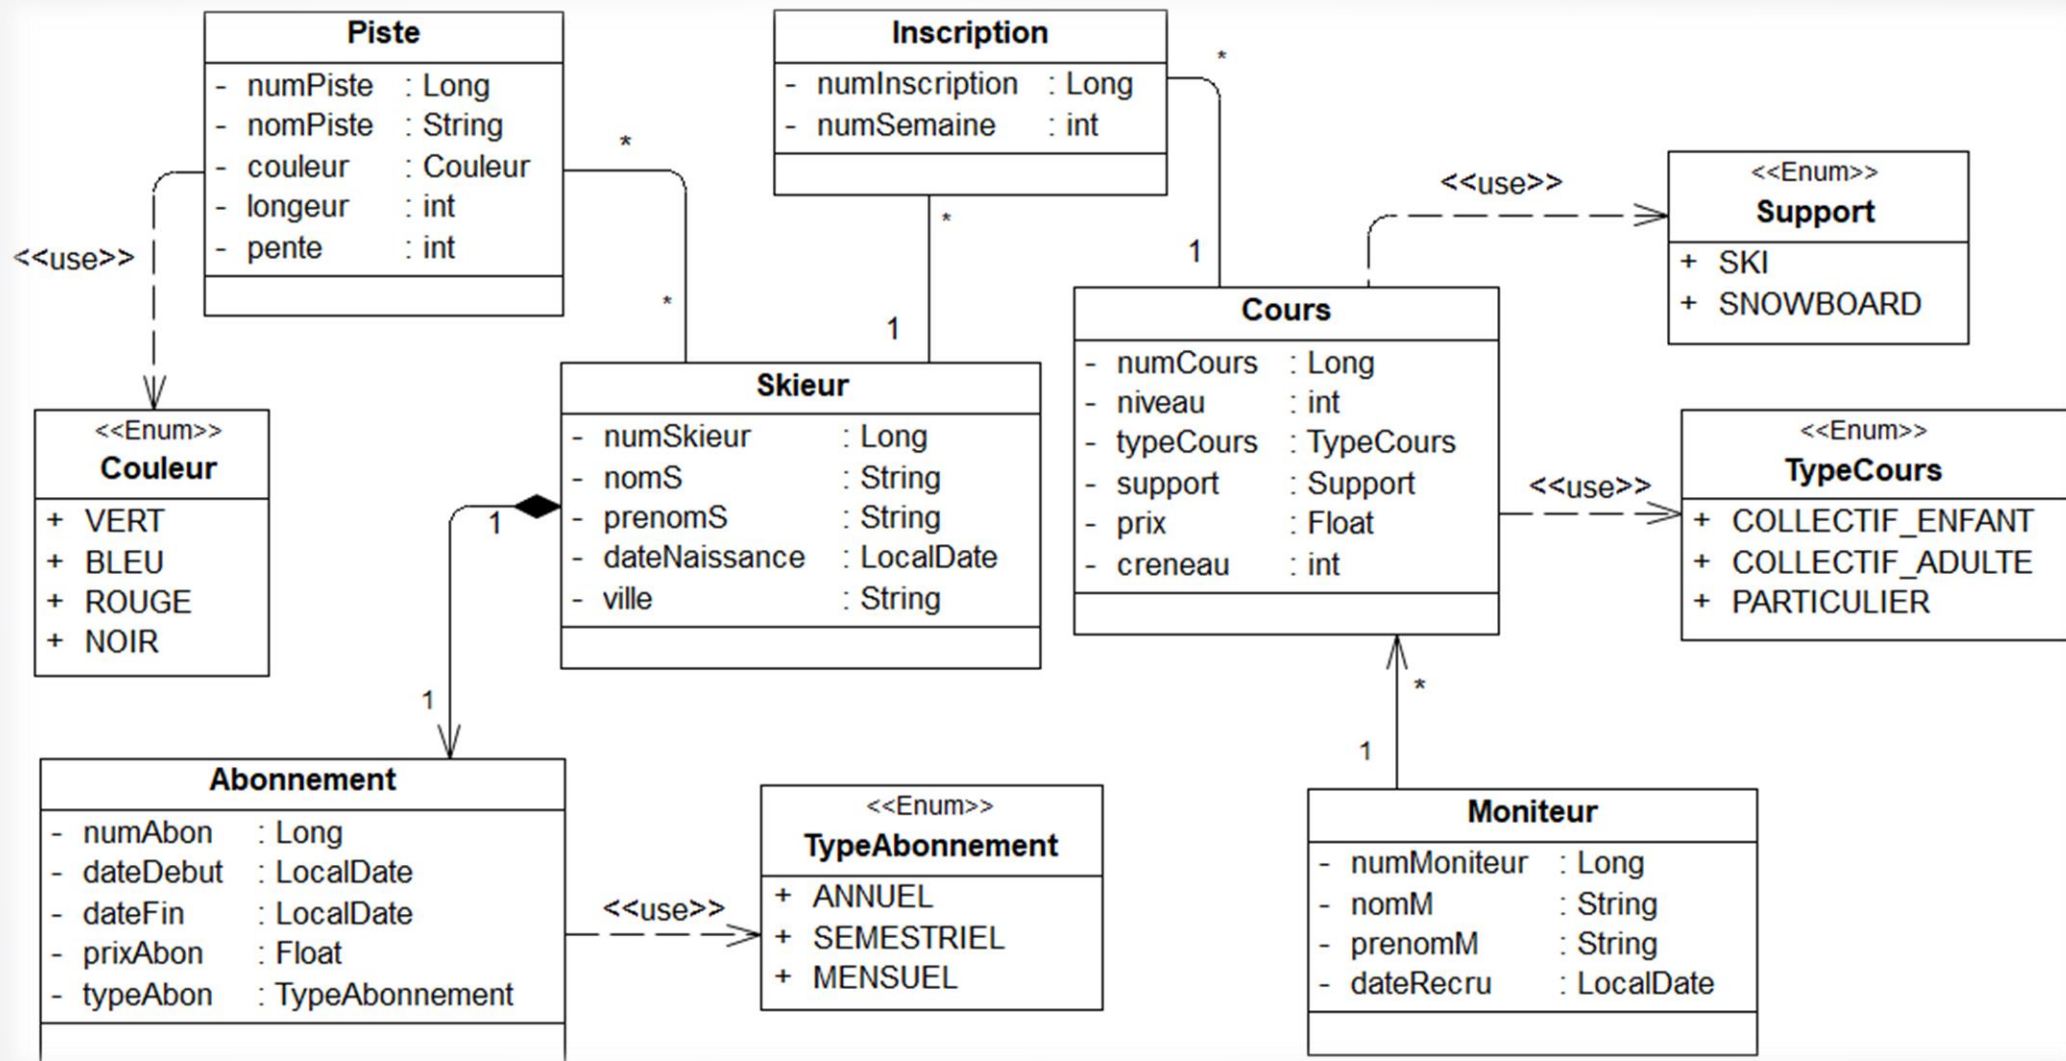 Piste
- numPiste : Long
- nomPiste : String
- couleur : Couleur
- longeur : int
- pente : int
<<use>>
*
*
Inscription
- numInscription : Long
- numSemaine : int
*
1
*
1
<<use>>
<<Enum>>
Support
+ SKI
+ SNOWBOARD
Cours
- numCours : Long
- niveau : int
- typeCours : TypeCours
- support : Support
- prix : Float
- creneau : int
<<use>>
<<Enum>>
TypeCours
+ COLLECTIF_ENFANT
+ COLLECTIF_ADULTE
+ PARTICULIER
Skieur
- numSkieur : Long
- nomS : String
- prenomS : String
- dateNaissance : LocalDate
- ville : String
<<Enum>>
Couleur
+ VERT
+ BLEU
+ ROUGE
+ NOIR
1
1
*
1
Abonnement
- numAbon : Long
- dateDebut : LocalDate
- dateFin : LocalDate
- prixAbon : Float
- typeAbon : TypeAbonnement
<<use>>
<<Enum>>
TypeAbonnement
+ ANNUEL
+ SEMESTRIEL
+ MENSUEL
Moniteur
- numMoniteur : Long
- nomM : String
- prenomM : String
- dateRecru : LocalDate